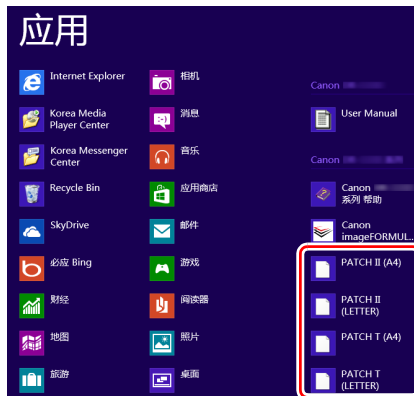 应用
Internet Explorer
Korea Media
Player Center
Korea Messenger
Center
Recycle Bin
SkyDrive
必应 Bing
财经
地图
旅游
相机
消息
音乐
应用商店
邮件
游戏
阅读器
照片
桌面
Canon
User Manual
Canon
Canon
系列 帮助
Canon
imageFORMUL...
PATCH II (A4)
PATCH II
(LETTER)
PATCH T (A4)
PATCH T
(LETTER)